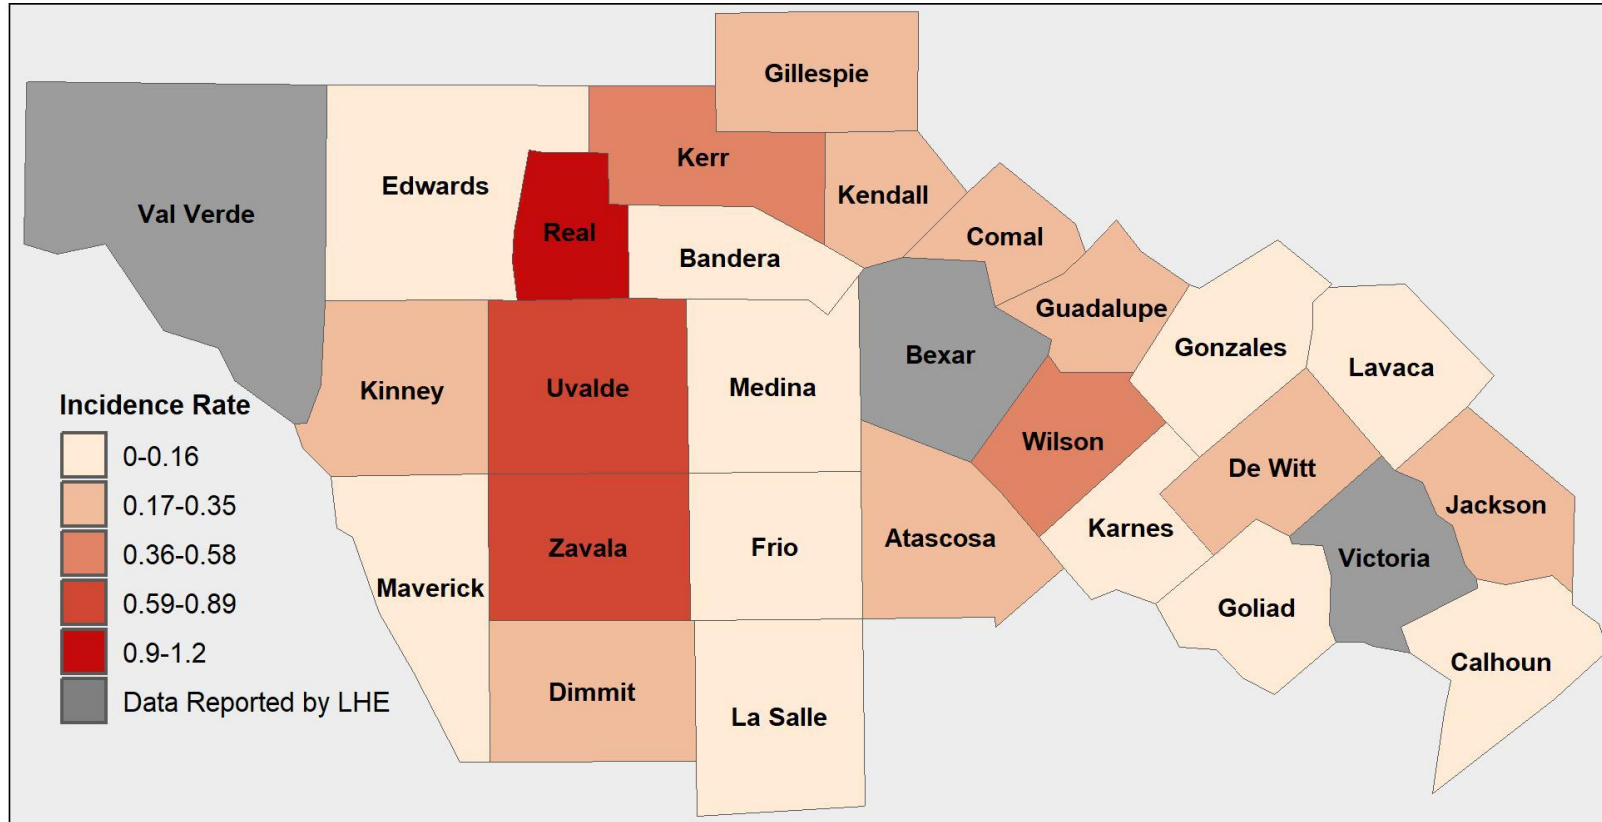 Gillespie
Kerr
Edwards
Kendall
Val Verde
Real
Comal
Bandera
Guadalupe
Gonzales
Bexar
Lavaca
Kinney
Uvalde
Medina
Wilson
De Witt
Jackson
Karnes
Atascosa
Zavala
Frio
Victoria
Maverick
Goliad
Calhoun
Dimmit
La Salle
Incidence Rate
0-0.16
0.17-0.35
0.36-0.58
0.59-0.89
0.9-1.2
Data Reported by LHE